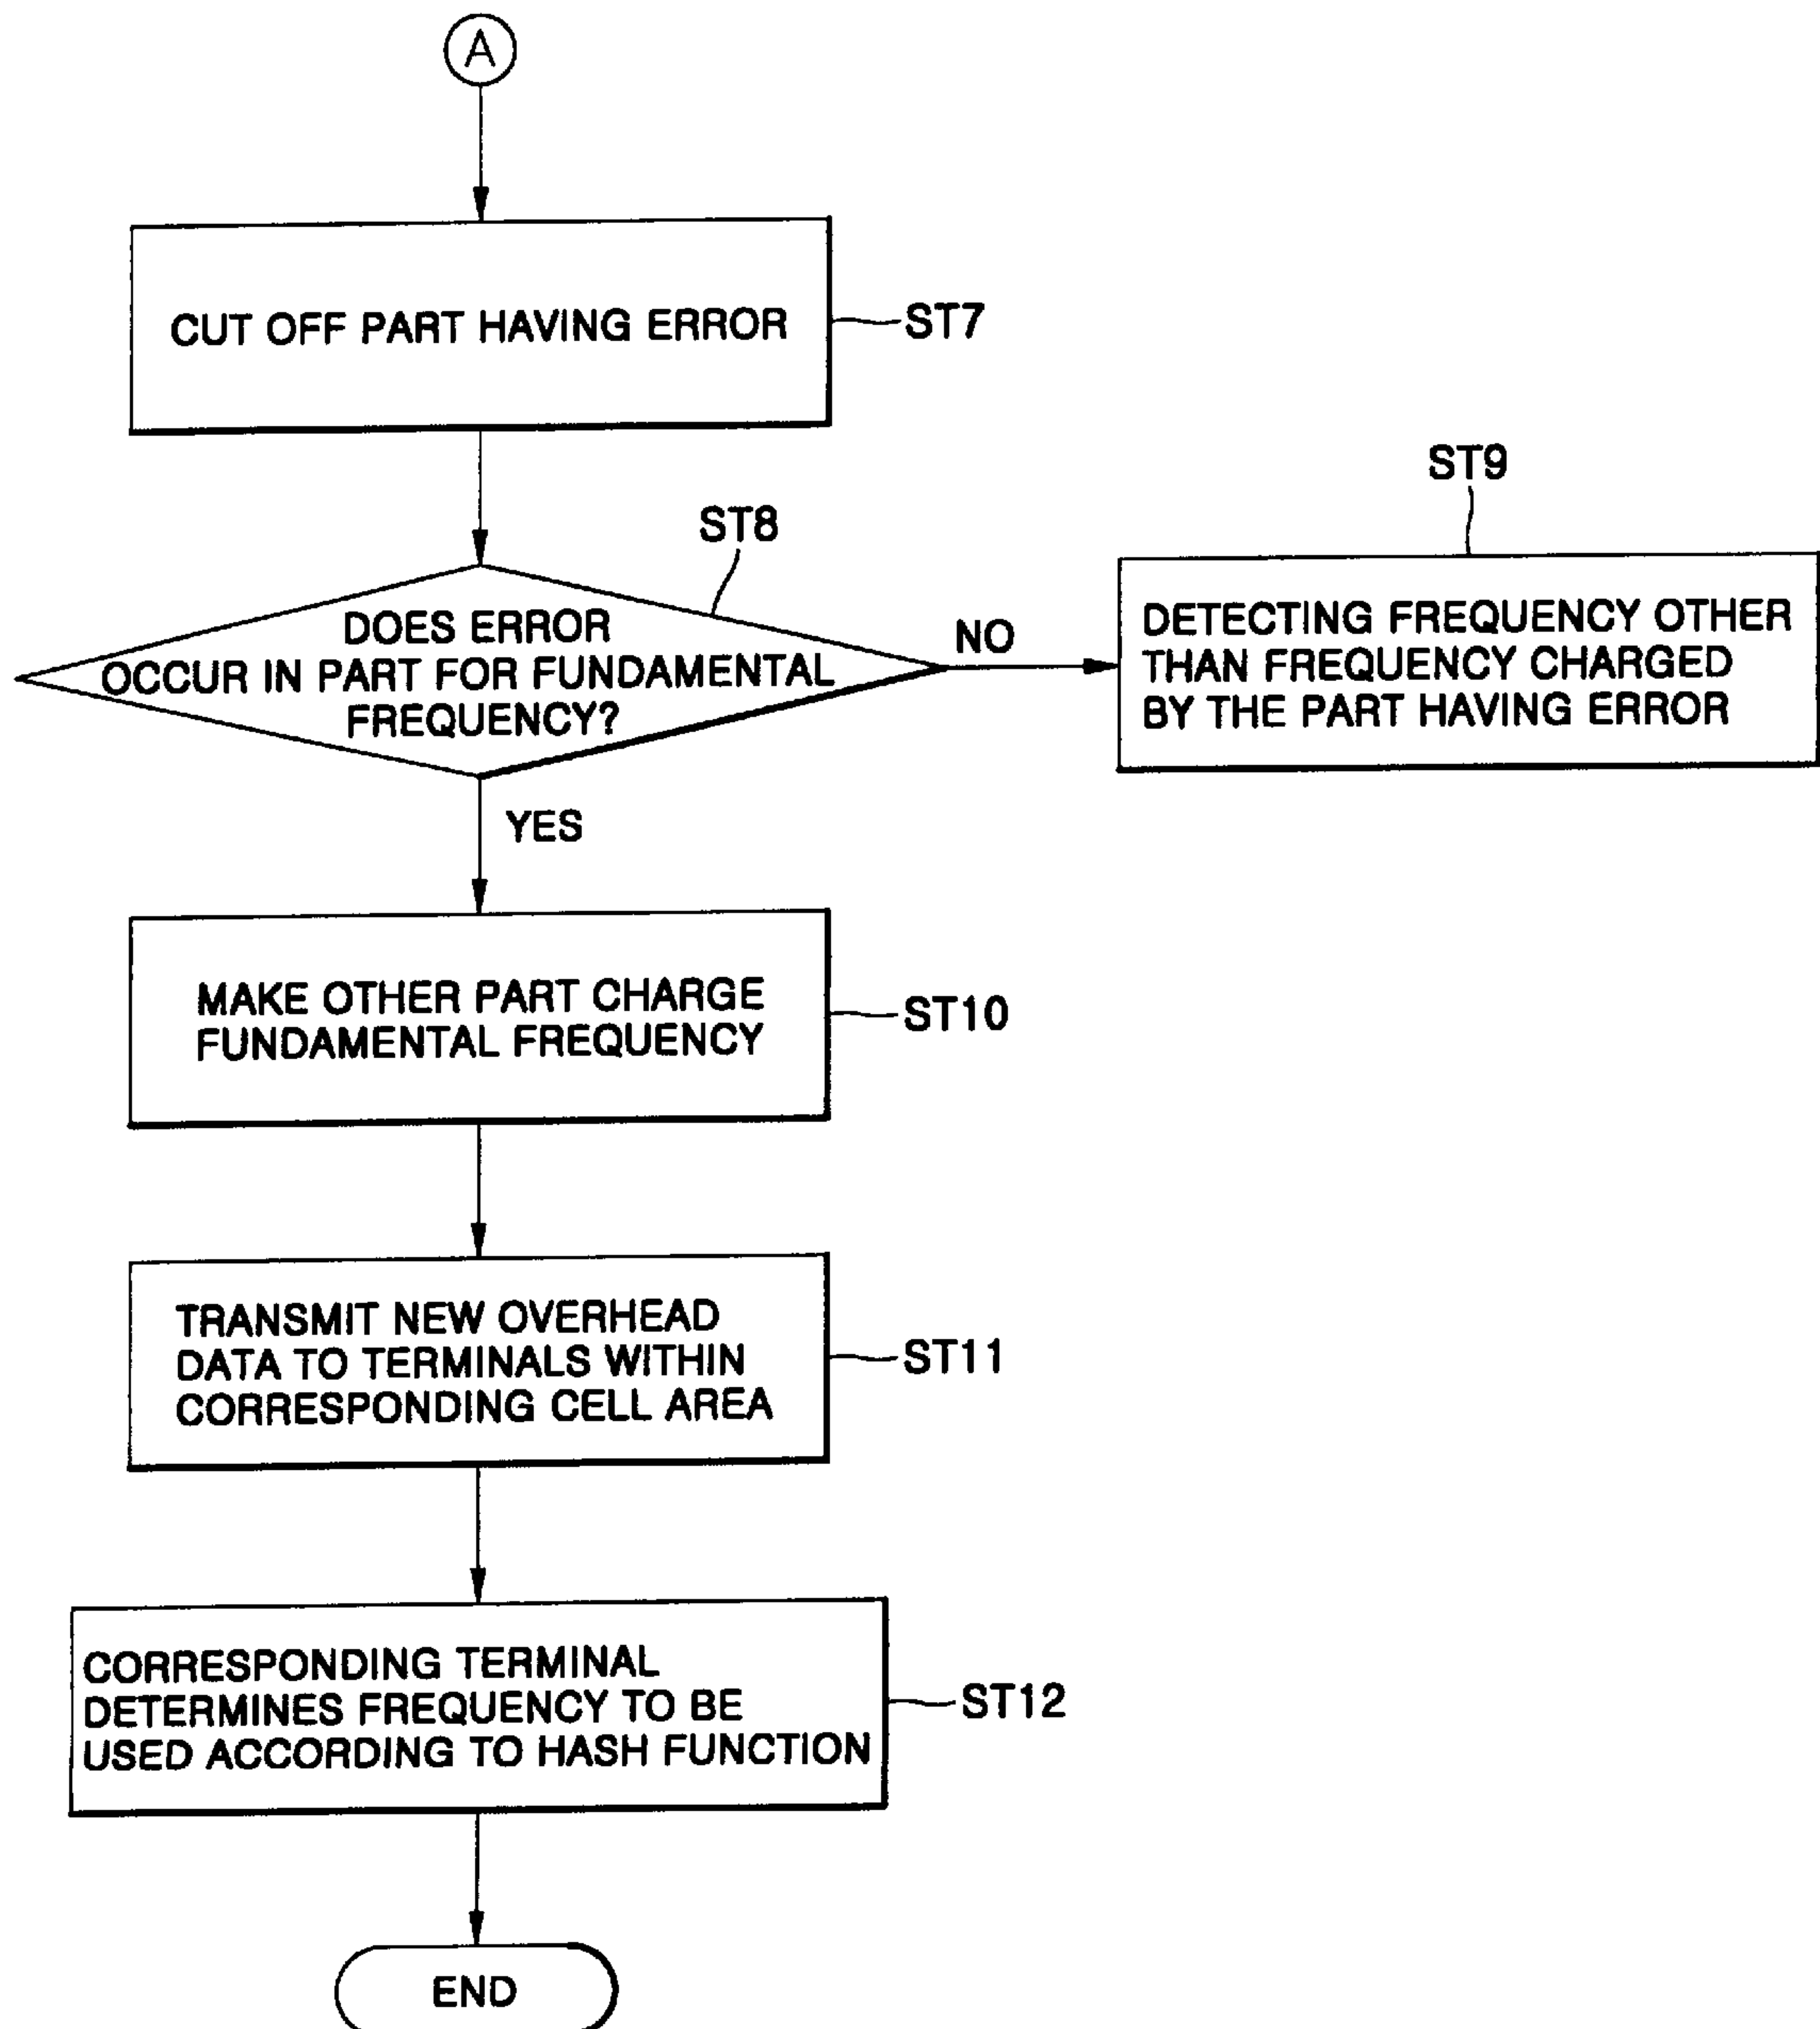 A
CUT OFF PART HAVING ERROR
ST7
ST8
DOES ERROR
OCCUR IN PART FOR FUNDAMENTAL
FREQUENCY?
NO
ST9
DETECTING FREQUENCY OTHER
THAN FREQUENCY CHARGED
BY THE PART HAVING ERROR
YES
MAKE OTHER PART CHARGE
FUNDAMENTAL FREQUENCY
ST10
TRANSMIT NEW OVERHEAD
DATA TO TERMINALS WITHIN
CORRESPONDING CELL AREA
ST11
CORRESPONDING TERMINAL
DETERMINES FREQUENCY TO BE
USED ACCORDING TO HASH FUNCTION
ST12
END